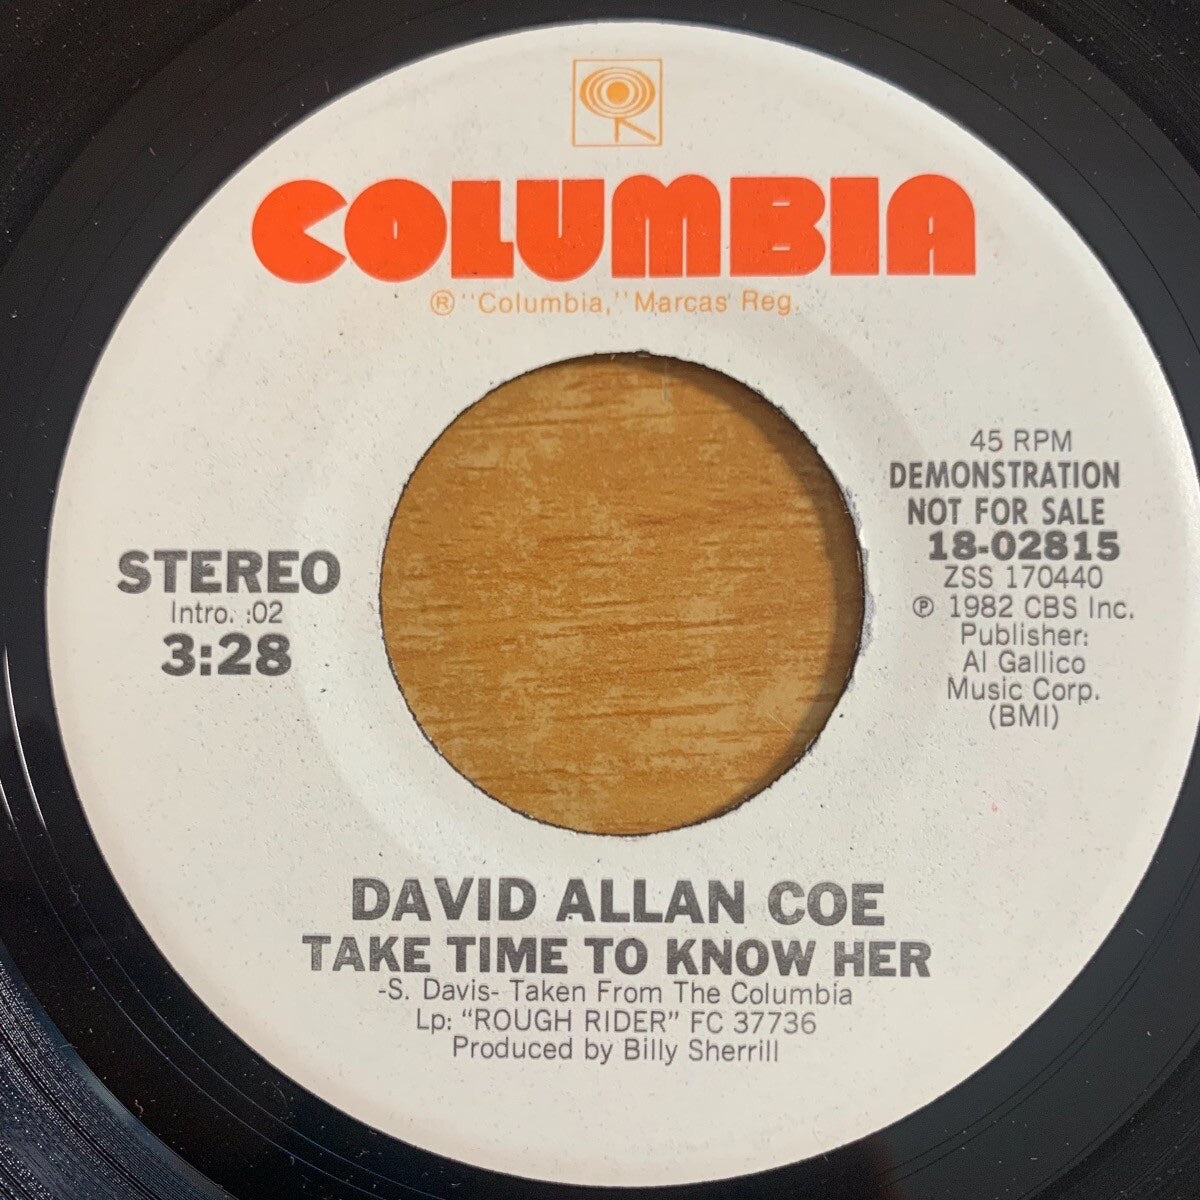 COLUMBIA
® "Columbia," Marcas Reg.
45 RPM
DEMONSTRATION
NOT FOR SALE
18-02815
ZSS 170440
℗ 1982 CBS Inc.
Publisher:
Al Gallico
Music Corp.
(BMI)
STEREO
Intro. :02
3:28
DAVID ALLAN COE
TAKE TIME TO KNOW HER
-S. Davis- Taken From The Columbia
Lp: "ROUGH RIDER" FC 37736
Produced by Billy Sherrill